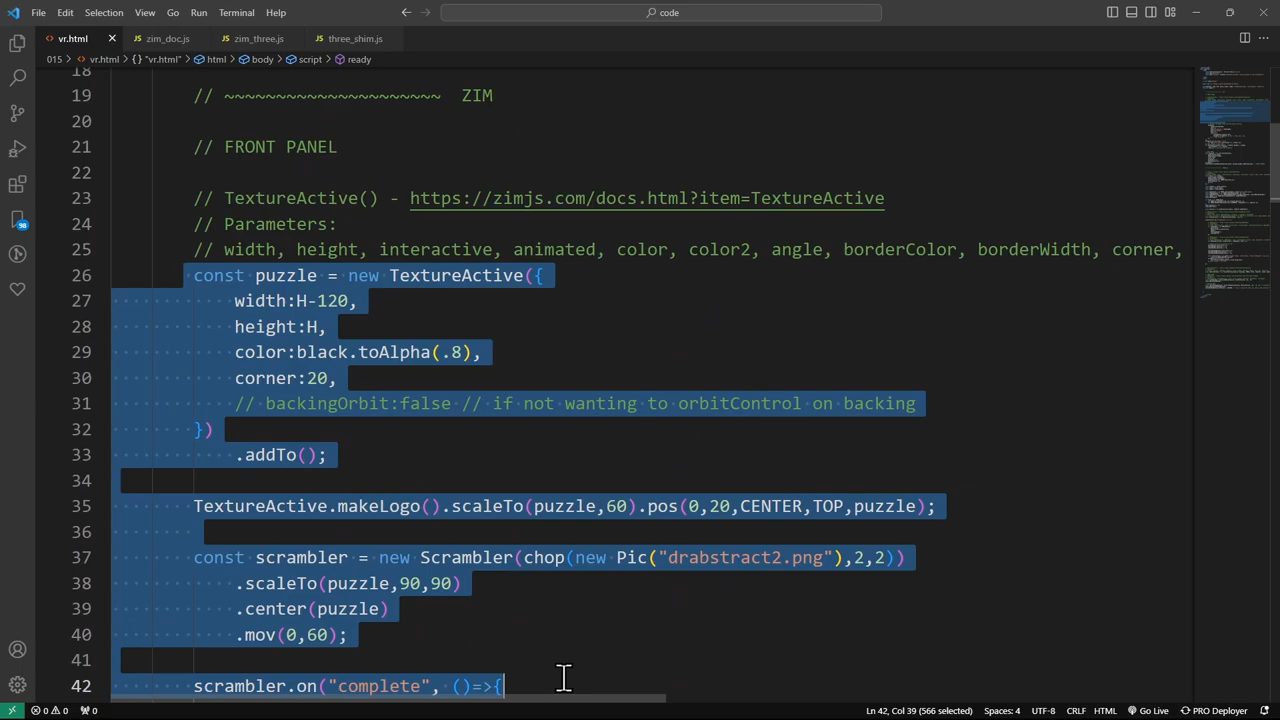 File Edit Selection View Go Run Terminal Help
code
vr.html zim_doc.js zim_three.js three_shim.js
015 > vr.html > {} "vr.html" > html > body > script > ready
18
19 // ~~~~~~~~~~~~~~~~~~~~~ ZIM
20
21 // FRONT PANEL
22
23 // TextureActive() - https://zimjs.com/docs.html?item=TextureActive
24 // Parameters:
25 // width, height, interactive, animated, color, color2, angle, borderColor, borderWidth, corner,
26 const puzzle = new TextureActive({
27 width:H-120,
28 height:H,
29 color:black.toAlpha(.8),
30 corner:20,
31 // backingOrbit:false // if not wanting to orbitControl on backing
32 })
33 .addTo();
34
35 TextureActive.makeLogo().scaleTo(puzzle,60).pos(0,20,CENTER,TOP,puzzle);
36
37 const scrambler = new Scrambler(chop(new Pic("drabstract2.png"),2,2))
38 .scaleTo(puzzle,90,90)
39 .center(puzzle)
40 .mov(0,60);
41
42 scrambler.on("complete", ()=>{
98
0 0 0 Ln 42, Col 39 (566 selected) Spaces: 4 UTF-8 CRLF HTML Go Live PRO Deployer